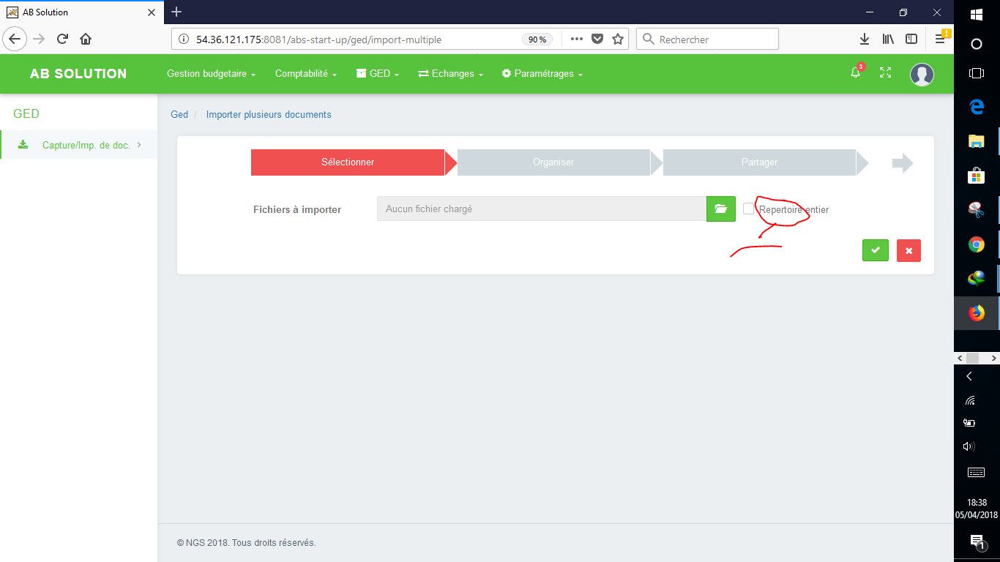 AB Solution
54.36.121.175:8081/abs-start-up/ged/import-multiple
90%
Rechercher
AB SOLUTION
Gestion budgetaire
Comptabilité
GED
Echanges
Paramétrages
3
GED
Capture/Imp. de doc.
Ged / Importer plusieurs documents
Sélectionner
Organiser
Partager
Fichiers à importer
Aucun fichier chargé
Repertoire entier
18:38
05/04/2018
1
© NGS 2018. Tous droits réservés.